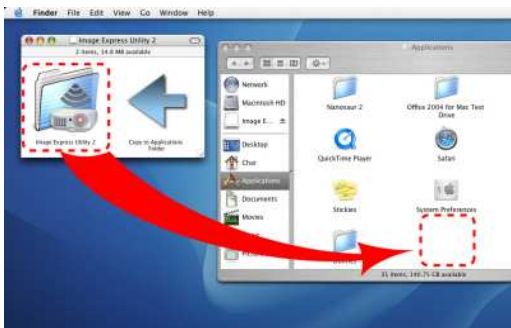 Finder File Edit View Go Window Help
Image Express Utility 2
2 items, 14.8 MB available
Image Express Utility 2
Copy to Applications
Folder
Applications
Network
Macintosh HD
Image E...
Desktop
Applications
Documents
Movies
Nanosaur 2
Office 2004 for Mac Test
Drive
QuickTime Player
Safari
Stickies
System Preferences
31 items, 140.75 GB available